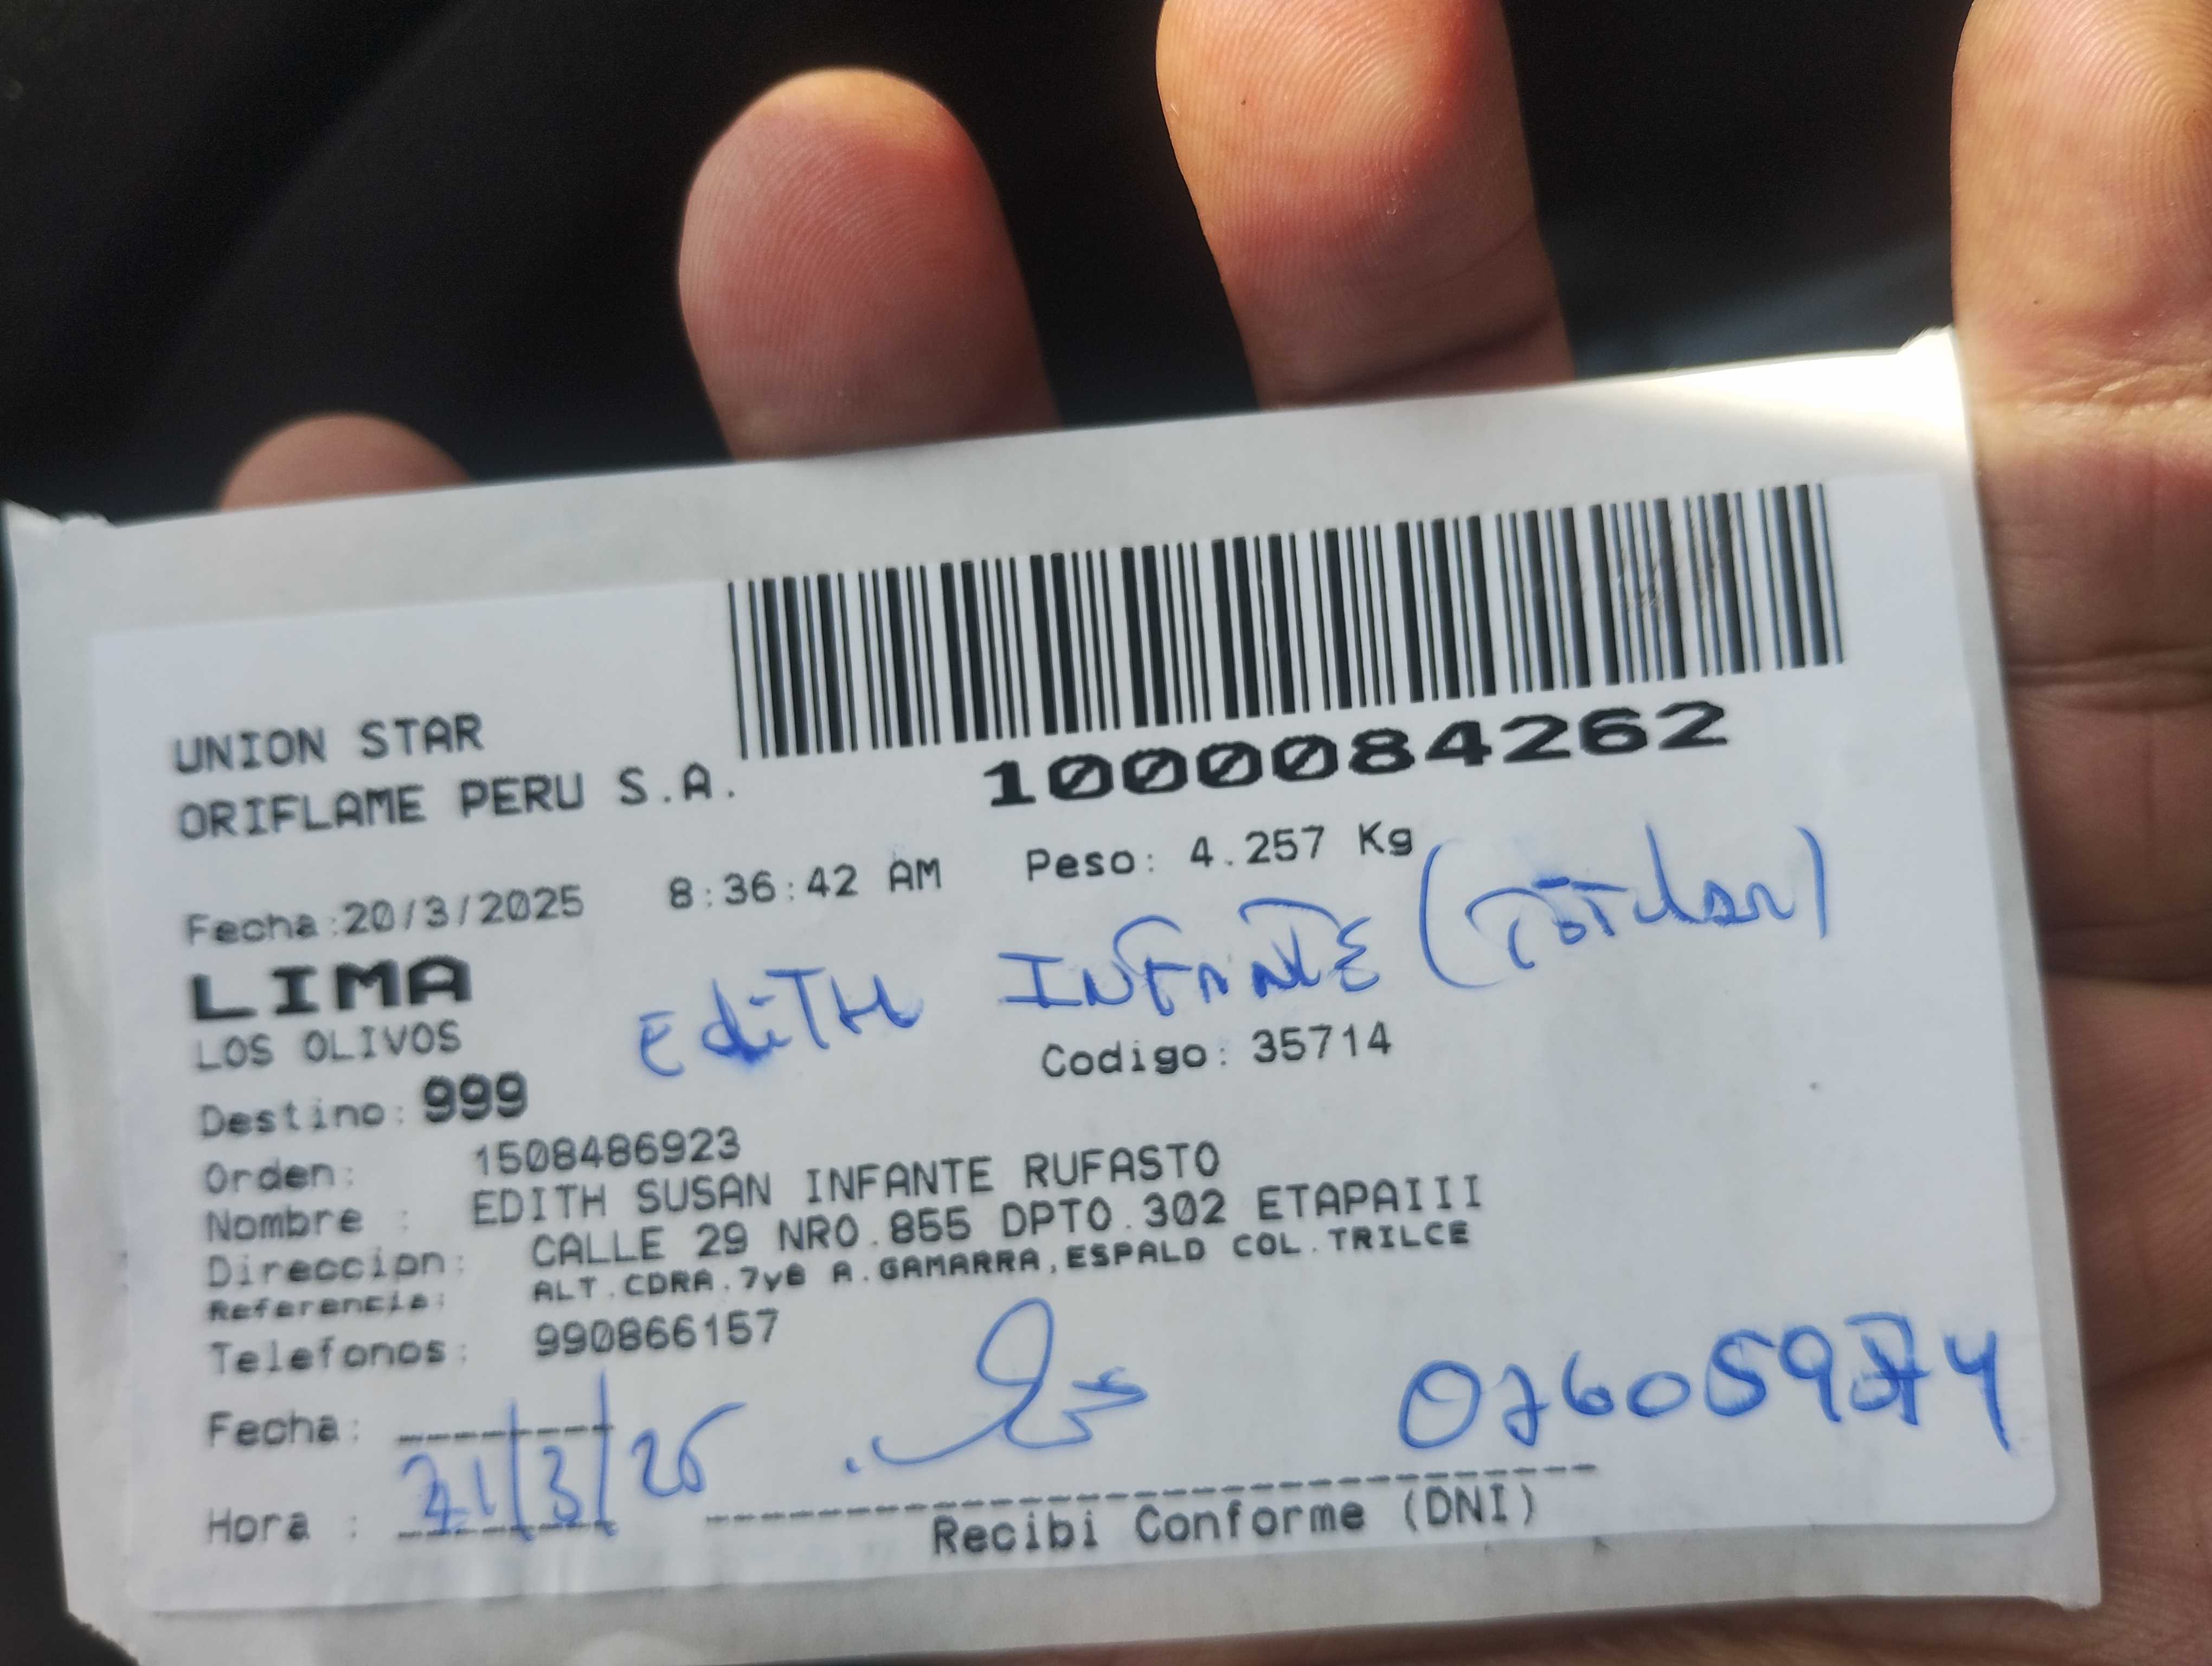 UNION STAR
ORIFLAME PERU S.A.
1000084262
Fecha:20/3/2025 8:36:42 AM Peso: 4.257 Kg
LIMA
EdiTH INFANTE (TiTular)
LOS OLIVOS
Codigo: 35714
Destino: 999
Orden: 1508486923
Nombre : EDITH SUSAN INFANTE RUFASTO
Direccion: CALLE 29 NRO.855 DPTO.302 ETAPAIII
Referencia: ALT.CDRA.7y8 A.GAMARRA,ESPALD COL.TRILCE
Telefonos: 990866157
Fecha:
21/3/25
Hora :
Recibi Conforme (DNI)